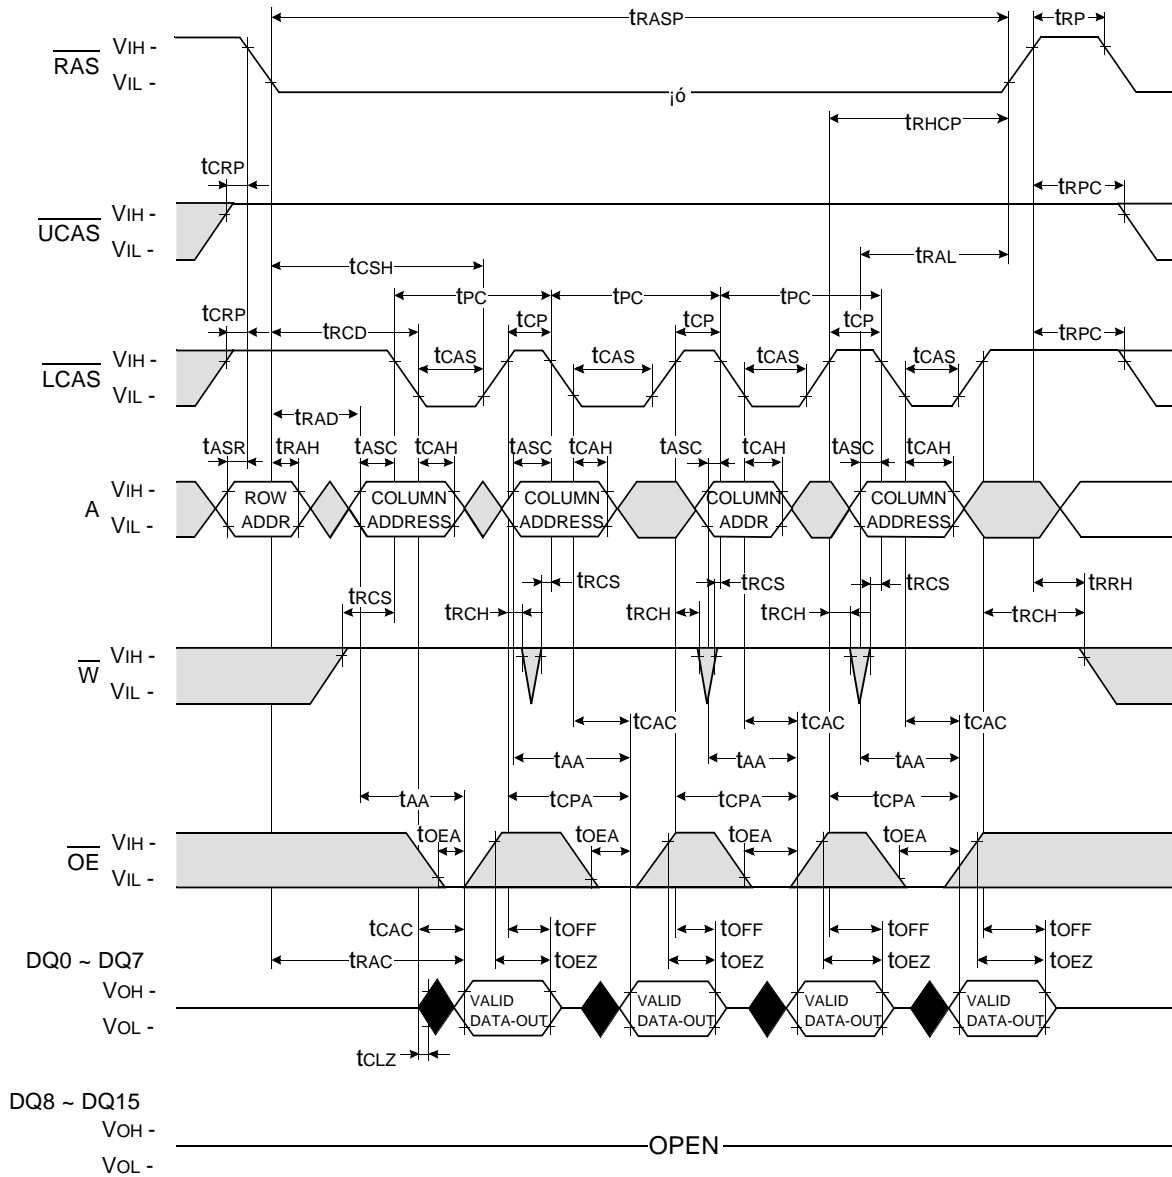 tRASP tRP
RAS VIH -
VIL -
¡ó
tRHCP
tCRP tRPC
UCAS VIH -
VIL -
tCSH tRAL
tPC tPC tPC
tCRP tRCD tCP tCP tCP tRPC
LCAS VIH -
VIL -
tCAS tCAS tCAS tCAS
tRAD
tASR tRAH tASC tCAH tASC tCAH tASC tCAH tASC tCAH
A VIH -
VIL -
ROW ADDR
COLUMN ADDRESS
COLUMN ADDRESS
COLUMN ADDR
COLUMN ADDRESS
tRCS tRCS tRCS tRCS tRRH
tRCH tRCH tRCH tRCH
W VIH -
VIL -
tCAC tCAC tCAC
tAA tAA tAA
tAA tCPA tCPA tCPA
OE VIH -
VIL -
tOEA tOEA tOEA tOEA
tCAC tOFF tOFF tOFF tOFF
DQ0 ~ DQ7 tRAC tOEZ tOEZ tOEZ tOEZ
VOH -
VOL -
VALID DATA-OUT
VALID DATA-OUT
VALID DATA-OUT
VALID DATA-OUT
tCLZ
DQ8 ~ DQ15
VOH -
OPEN
VOL -